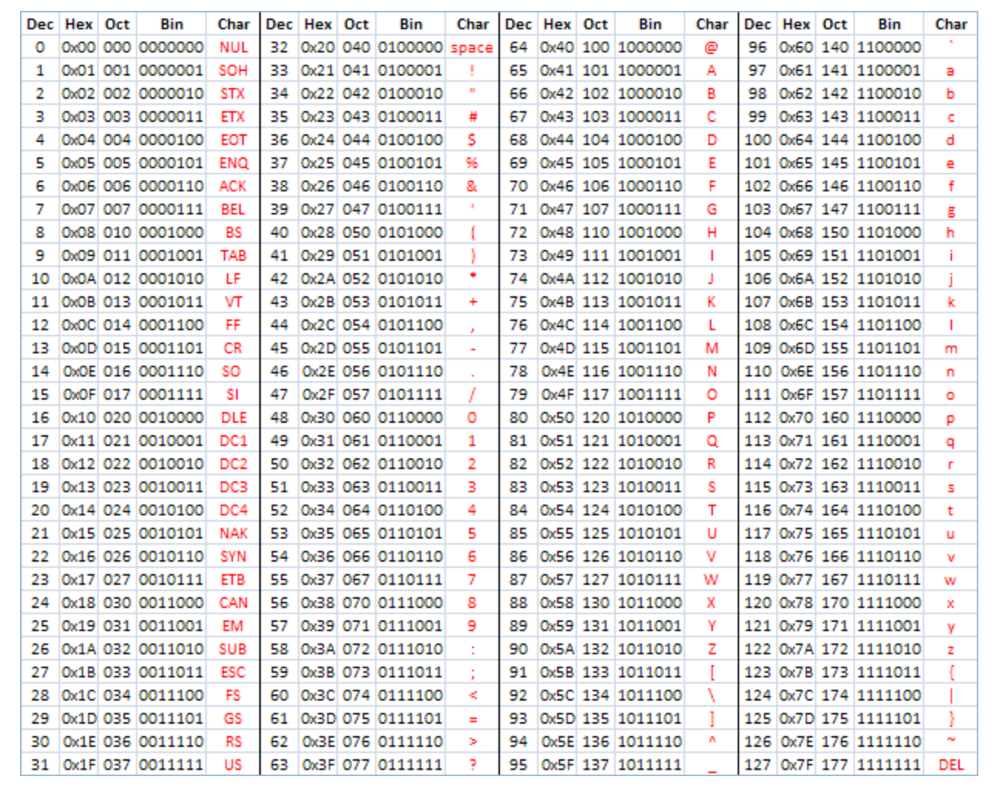 Dec Hex Oct Bin Char Dec Hex Oct Bin Char Dec Hex Oct Bin Char Dec Hex Oct Bin Char
0 0x00 000 0000000 NUL 32 0x20 040 0100000 space 64 0x40 100 1000000 @ 96 0x60 140 1100000 `
1 0x01 001 0000001 SOH 33 0x21 041 0100001 ! 65 0x41 101 1000001 A 97 0x61 141 1100001 a
2 0x02 002 0000010 STX 34 0x22 042 0100010 " 66 0x42 102 1000010 B 98 0x62 142 1100010 b
3 0x03 003 0000011 ETX 35 0x23 043 0100011 # 67 0x43 103 1000011 C 99 0x63 143 1100011 c
4 0x04 004 0000100 EOT 36 0x24 044 0100100 $ 68 0x44 104 1000100 D 100 0x64 144 1100100 d
5 0x05 005 0000101 ENQ 37 0x25 045 0100101 % 69 0x45 105 1000101 E 101 0x65 145 1100101 e
6 0x06 006 0000110 ACK 38 0x26 046 0100110 & 70 0x46 106 1000110 F 102 0x66 146 1100110 f
7 0x07 007 0000111 BEL 39 0x27 047 0100111 ' 71 0x47 107 1000111 G 103 0x67 147 1100111 g
8 0x08 010 0001000 BS 40 0x28 050 0101000 ( 72 0x48 110 1001000 H 104 0x68 150 1101000 h
9 0x09 011 0001001 TAB 41 0x29 051 0101001 ) 73 0x49 111 1001001 I 105 0x69 151 1101001 i
10 0x0A 012 0001010 LF 42 0x2A 052 0101010 * 74 0x4A 112 1001010 J 106 0x6A 152 1101010 j
11 0x0B 013 0001011 VT 43 0x2B 053 0101011 + 75 0x4B 113 1001011 K 107 0x6B 153 1101011 k
12 0x0C 014 0001100 FF 44 0x2C 054 0101100 , 76 0x4C 114 1001100 L 108 0x6C 154 1101100 l
13 0x0D 015 0001101 CR 45 0x2D 055 0101101 - 77 0x4D 115 1001101 M 109 0x6D 155 1101101 m
14 0x0E 016 0001110 SO 46 0x2E 056 0101110 . 78 0x4E 116 1001110 N 110 0x6E 156 1101110 n
15 0x0F 017 0001111 SI 47 0x2F 057 0101111 / 79 0x4F 117 1001111 O 111 0x6F 157 1101111 o
16 0x10 020 0010000 DLE 48 0x30 060 0110000 0 80 0x50 120 1010000 P 112 0x70 160 1110000 p
17 0x11 021 0010001 DC1 49 0x31 061 0110001 1 81 0x51 121 1010001 Q 113 0x71 161 1110001 q
18 0x12 022 0010010 DC2 50 0x32 062 0110010 2 82 0x52 122 1010010 R 114 0x72 162 1110010 r
19 0x13 023 0010011 DC3 51 0x33 063 0110011 3 83 0x53 123 1010011 S 115 0x73 163 1110011 s
20 0x14 024 0010100 DC4 52 0x34 064 0110100 4 84 0x54 124 1010100 T 116 0x74 164 1110100 t
21 0x15 025 0010101 NAK 53 0x35 065 0110101 5 85 0x55 125 1010101 U 117 0x75 165 1110101 u
22 0x16 026 0010110 SYN 54 0x36 066 0110110 6 86 0x56 126 1010110 V 118 0x76 166 1110110 v
23 0x17 027 0010111 ETB 55 0x37 067 0110111 7 87 0x57 127 1010111 W 119 0x77 167 1110111 w
24 0x18 030 0011000 CAN 56 0x38 070 0111000 8 88 0x58 130 1011000 X 120 0x78 170 1111000 x
25 0x19 031 0011001 EM 57 0x39 071 0111001 9 89 0x59 131 1011001 Y 121 0x79 171 1111001 y
26 0x1A 032 0011010 SUB 58 0x3A 072 0111010 : 90 0x5A 132 1011010 Z 122 0x7A 172 1111010 z
27 0x1B 033 0011011 ESC 59 0x3B 073 0111011 ; 91 0x5B 133 1011011 [ 123 0x7B 173 1111011 {
28 0x1C 034 0011100 FS 60 0x3C 074 0111100 < 92 0x5C 134 1011100 \ 124 0x7C 174 1111100 |
29 0x1D 035 0011101 GS 61 0x3D 075 0111101 = 93 0x5D 135 1011101 ] 125 0x7D 175 1111101 }
30 0x1E 036 0011110 RS 62 0x3E 076 0111110 > 94 0x5E 136 1011110 ^ 126 0x7E 176 1111110 ~
31 0x1F 037 0011111 US 63 0x3F 077 0111111 ? 95 0x5F 137 1011111 _ 127 0x7F 177 1111111 DEL